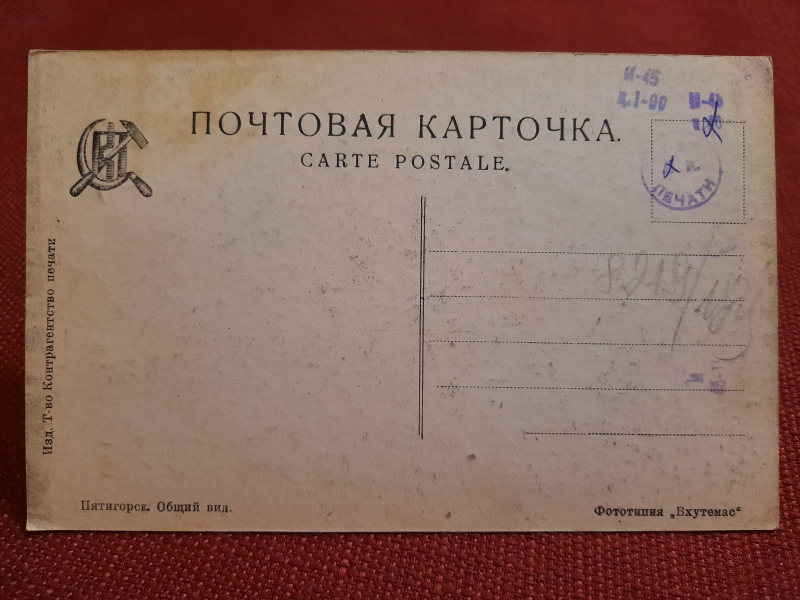 И-45
4.1-00
ПОЧТОВАЯ КАРТОЧКА.
CARTE POSTALE.
ПЕЧАТИ
Изд. Т-во Контрагентство печати
Пятигорск. Общий вид.
Фототипия „Вхутемас“